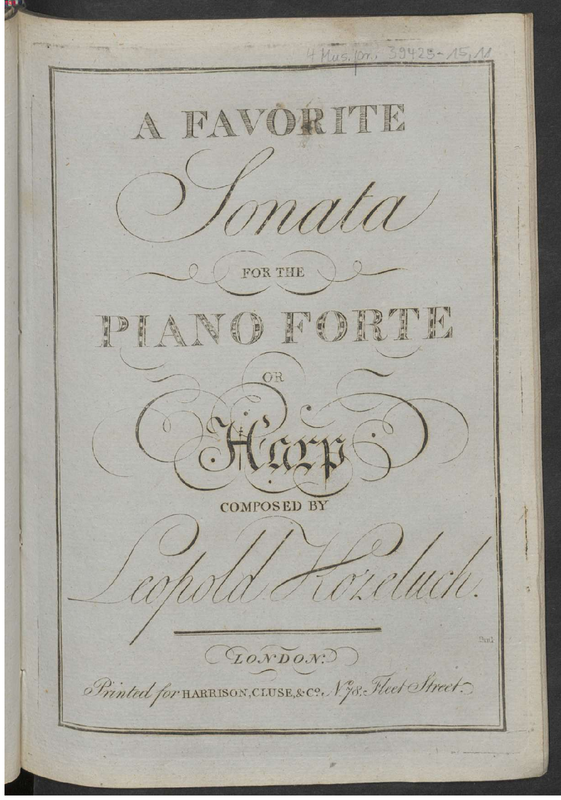 4 Mus.pr. 39423-15,11
A FAVORITE
Sonata
FOR THE
PIANO FORTE
OR
Harp
COMPOSED BY
Leopold Kozeluch.
LONDON:
Printed for HARRISON, CLUSE, & Co. No. 78. Fleet Street.